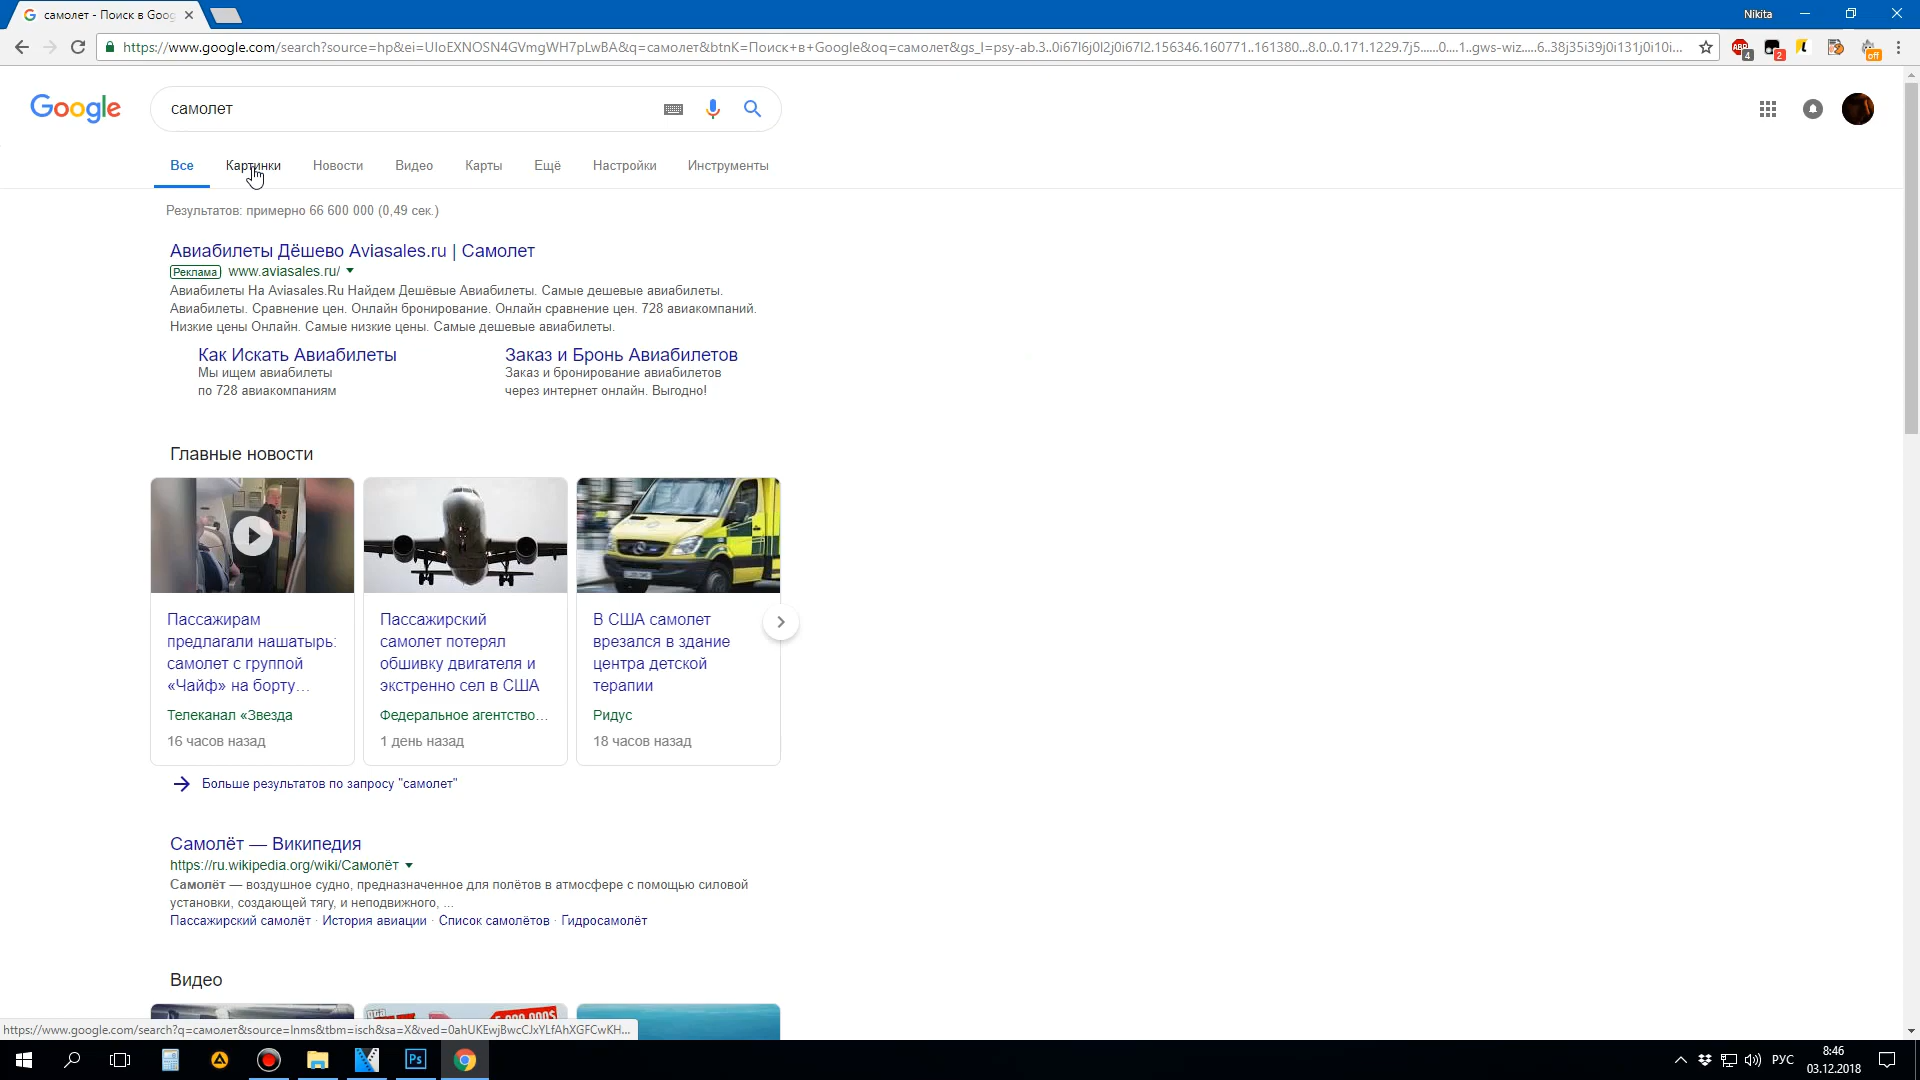 самолет - Поиск в Goog
Nikita
https://www.google.com/search?source=hp&ei=UIoEXNOSN4GVmgWH7pLwBA&q=самолет&btnK=Поиск+в+Google&oq=самолет&gs_l=psy-ab.3..0i67l6j0l2j0i67l2.156346.160771..161380...8.0..0.171.1229.7j5......0....1..gws-wiz.....6..38j35i39j0i131j0i10i...
4
2
off
Google
самолет
Все
Картинки
Новости
Видео
Карты
Ещё
Настройки
Инструменты
Результатов: примерно 66 600 000 (0,49 сек.)
Авиабилеты Дёшево Aviasales.ru | Самолет
Реклама www.aviasales.ru/
Авиабилеты На Aviasales.Ru Найдем Дешёвые Авиабилеты. Самые дешевые авиабилеты.
Авиабилеты. Сравнение цен. Онлайн бронирование. Онлайн сравнение цен. 728 авиакомпаний.
Низкие цены Онлайн. Самые низкие цены. Самые дешевые авиабилеты.
Как Искать Авиабилеты
Мы ищем авиабилеты
по 728 авиакомпаниям
Заказ и Бронь Авиабилетов
Заказ и бронирование авиабилетов
через интернет онлайн. Выгодно!
Главные новости
Пассажирам
предлагали нашатырь:
самолет с группой
«Чайф» на борту…
Телеканал «Звезда
16 часов назад
Пассажирский
самолет потерял
обшивку двигателя и
экстренно сел в США
Федеральное агентство…
1 день назад
В США самолет
врезался в здание
центра детской
терапии
Ридус
18 часов назад
Больше результатов по запросу "самолет"
Самолёт — Википедия
https://ru.wikipedia.org/wiki/Самолёт
Самолёт — воздушное судно, предназначенное для полётов в атмосфере с помощью силовой
установки, создающей тягу, и неподвижного, ...
Пассажирский самолёт · История авиации · Список самолётов · Гидросамолёт
Видео
https://www.google.com/search?q=самолет&source=lnms&tbm=isch&sa=X&ved=0ahUKEwjBwcCJxYLfAhXGFCwKH...
Ps
РУС
8:46
03.12.2018